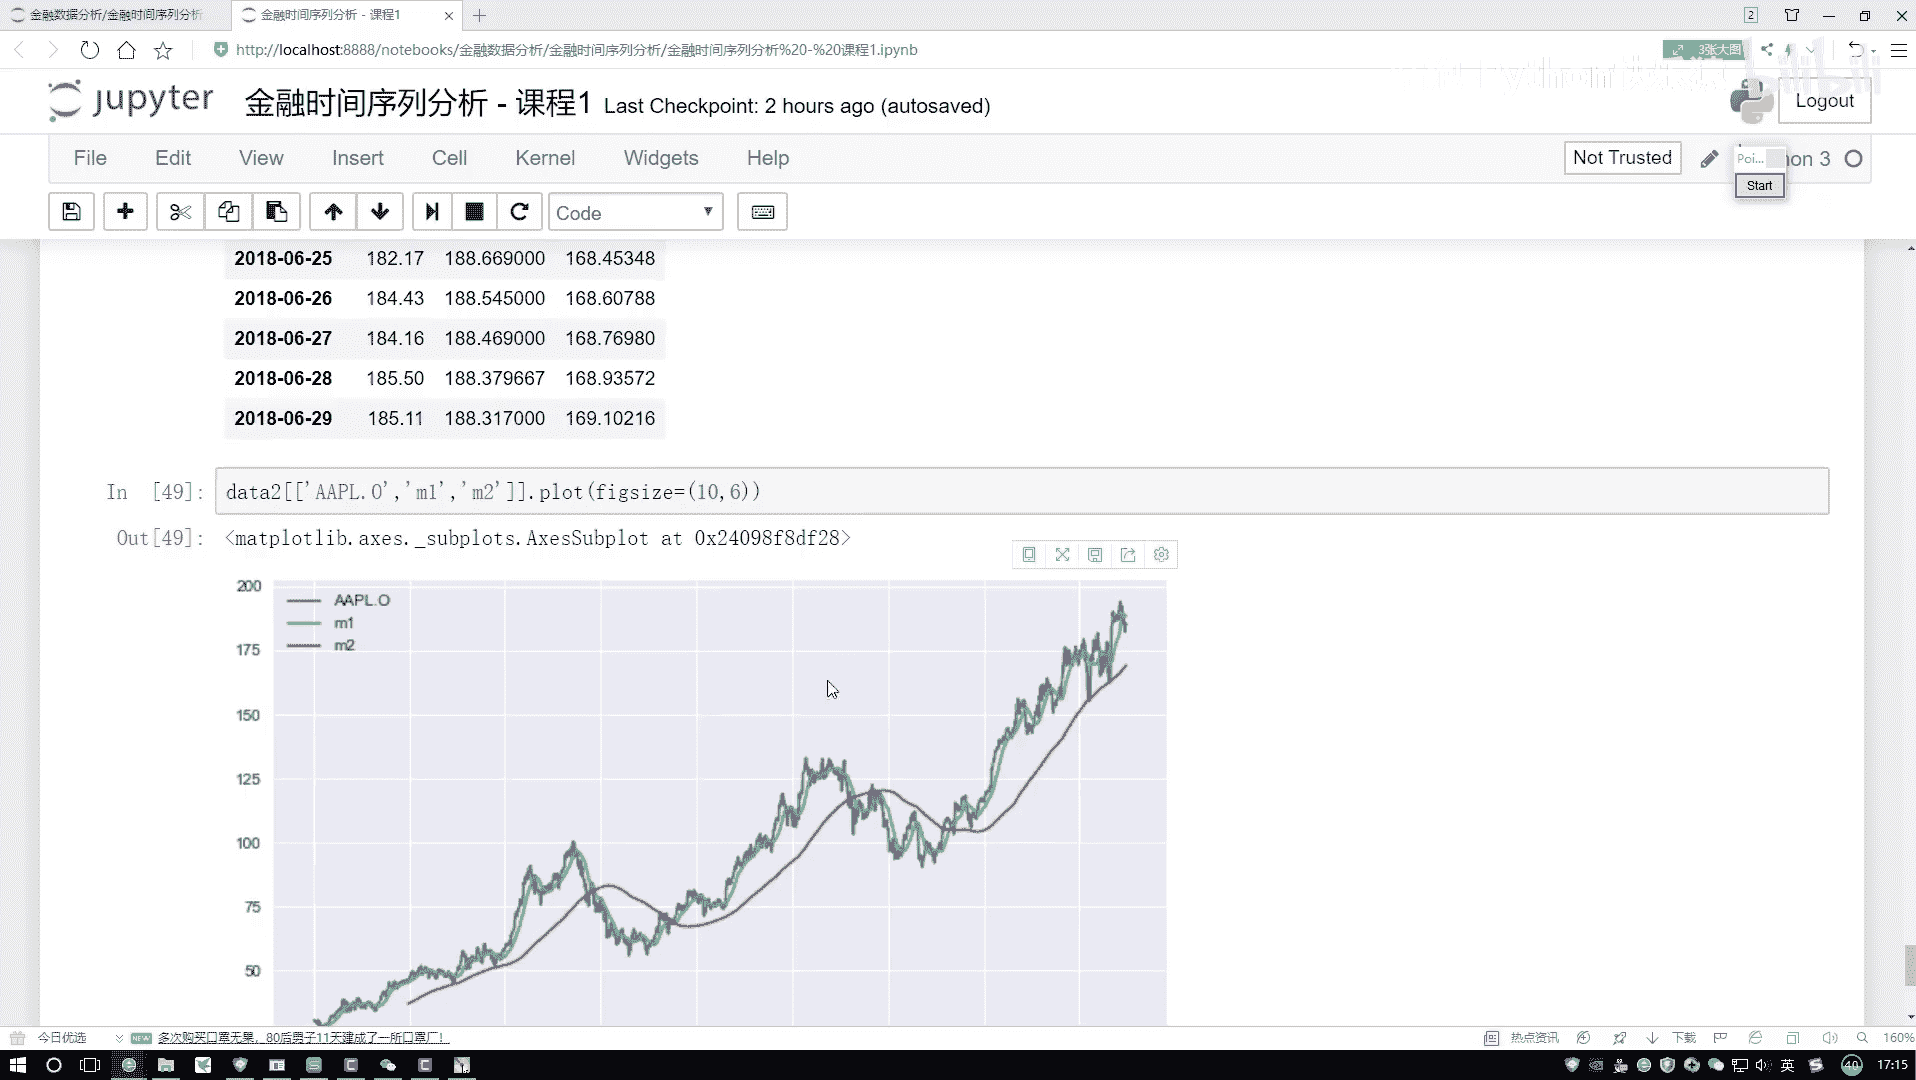 金融数据分析/金融时间序列分析
金融时间序列分析 - 课程1
2
http://localhost:8888/notebooks/金融数据分析/金融时间序列分析/金融时间序列分析%20-%20课程1.ipynb
3张大图
bilibili
jupyter 金融时间序列分析 - 课程1 Last Checkpoint: 2 hours ago (autosaved)
Logout
File Edit View Insert Cell Kernel Widgets Help
Not Trusted
Poi...
Start
Code
2018-06-25 182.17 188.669000 168.45348
2018-06-26 184.43 188.545000 168.60788
2018-06-27 184.16 188.469000 168.76980
2018-06-28 185.50 188.379667 168.93572
2018-06-29 185.11 188.317000 169.10216
In [49]: data2[['AAPL.O','m1','m2']].plot(figsize=(10,6))
Out[49]: <matplotlib.axes._subplots.AxesSubplot at 0x24098f8df28>
200
AAPL.O
m1
m2
175
150
125
100
75
50
今日优选
NEW
多次购买口罩无果，80后男子11天建成了一所口罩厂！
热点资讯
下载
160%
英
40
17:15